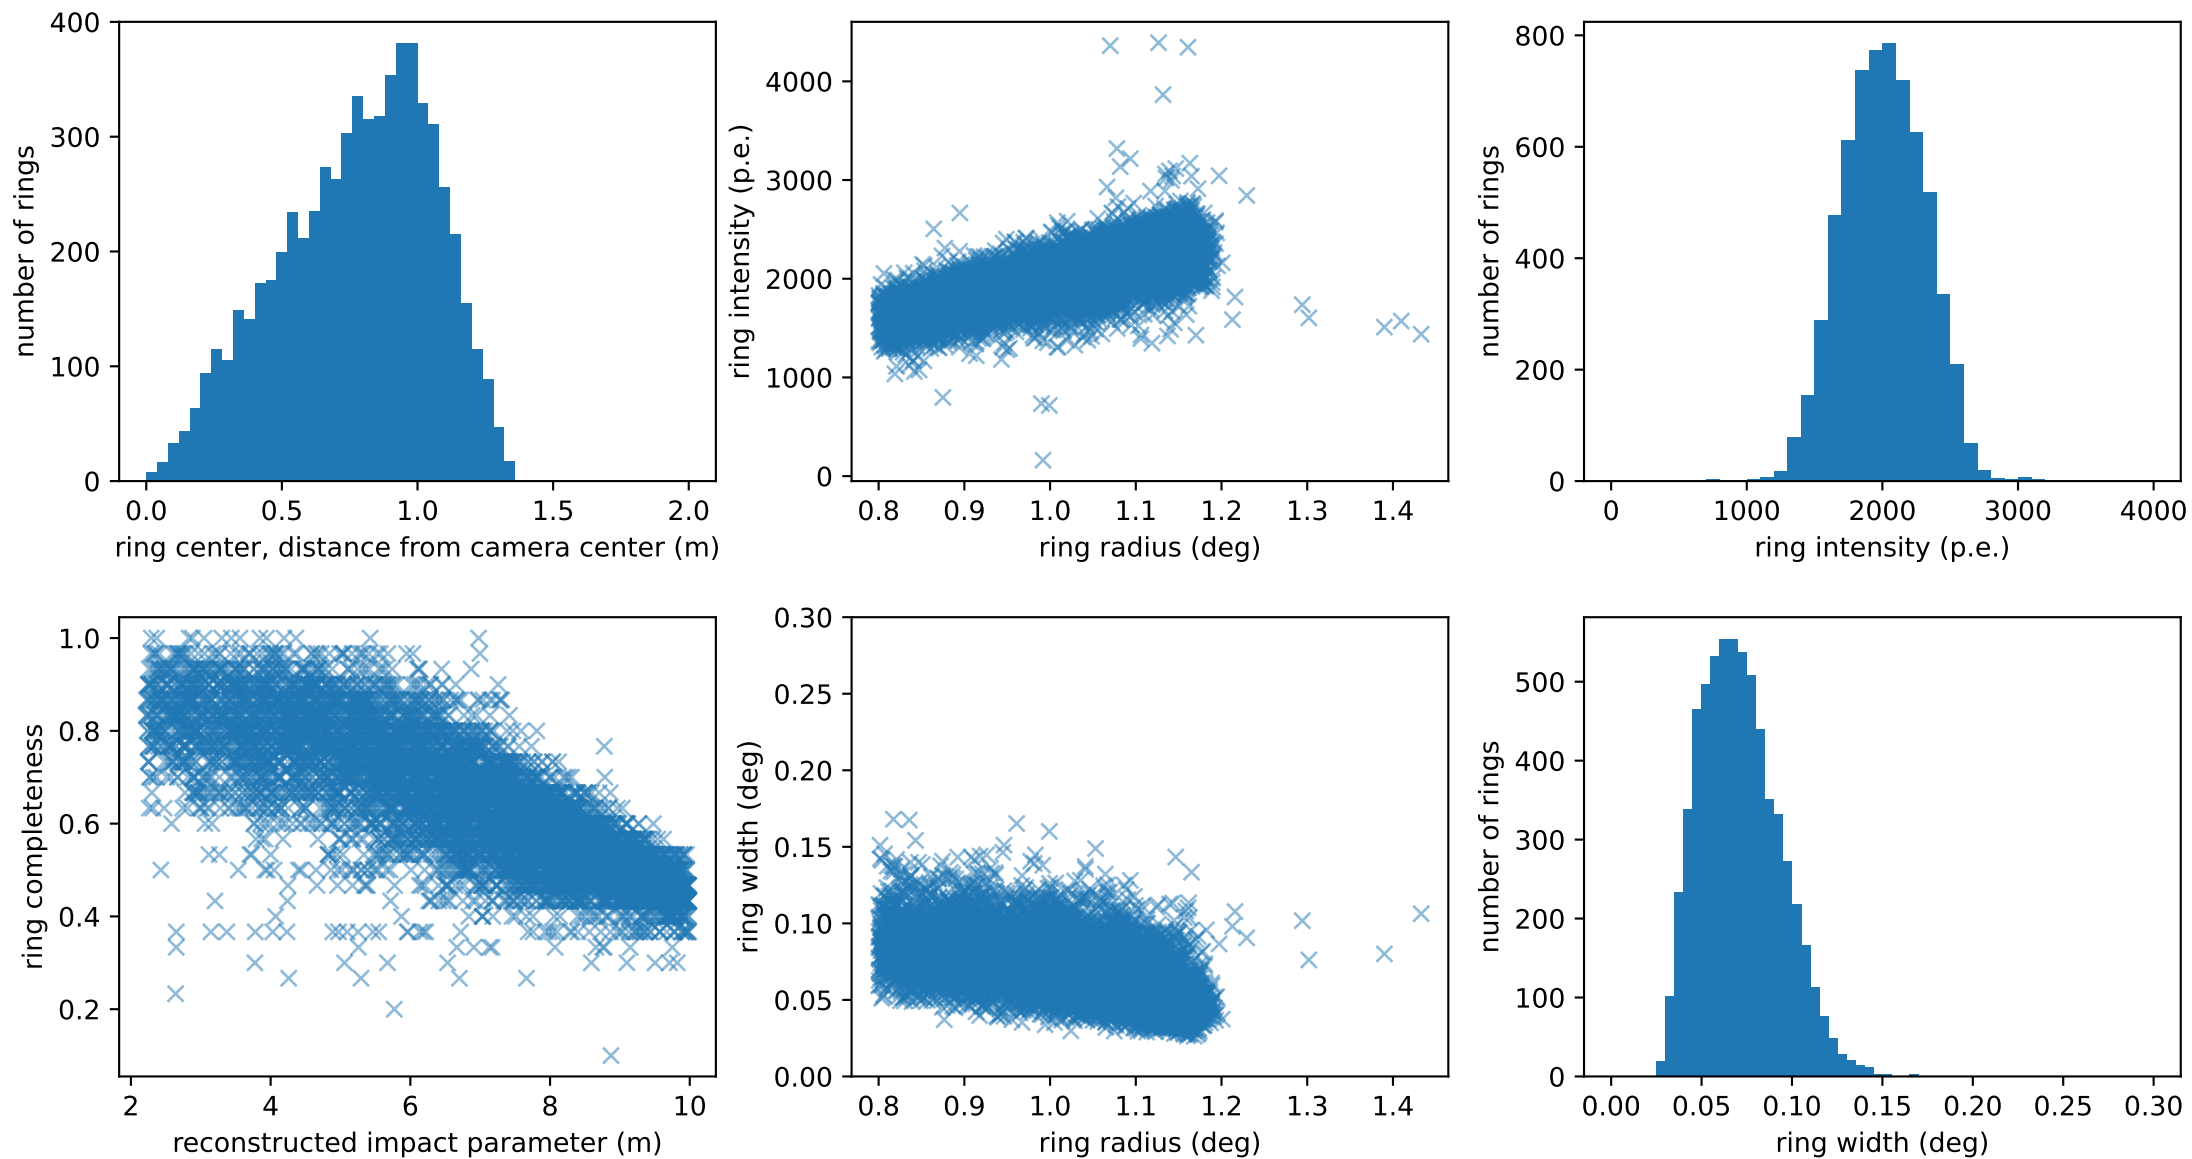 400
300
200
100
0
number of rings
0.0 0.5 1.0 1.5 2.0
ring center, distance from camera center (m)
4000
3000
2000
1000
0
ring intensity (p.e.)
0.8 0.9 1.0 1.1 1.2 1.3 1.4
ring radius (deg)
800
600
400
200
0
number of rings
0 1000 2000 3000 4000
ring intensity (p.e.)
1.0
0.8
0.6
0.4
0.2
ring completeness
2 4 6 8 10
reconstructed impact parameter (m)
0.30
0.25
0.20
0.15
0.10
0.05
0.00
ring width (deg)
0.8 0.9 1.0 1.1 1.2 1.3 1.4
ring radius (deg)
500
400
300
200
100
0
number of rings
0.00 0.05 0.10 0.15 0.20 0.25 0.30
ring width (deg)